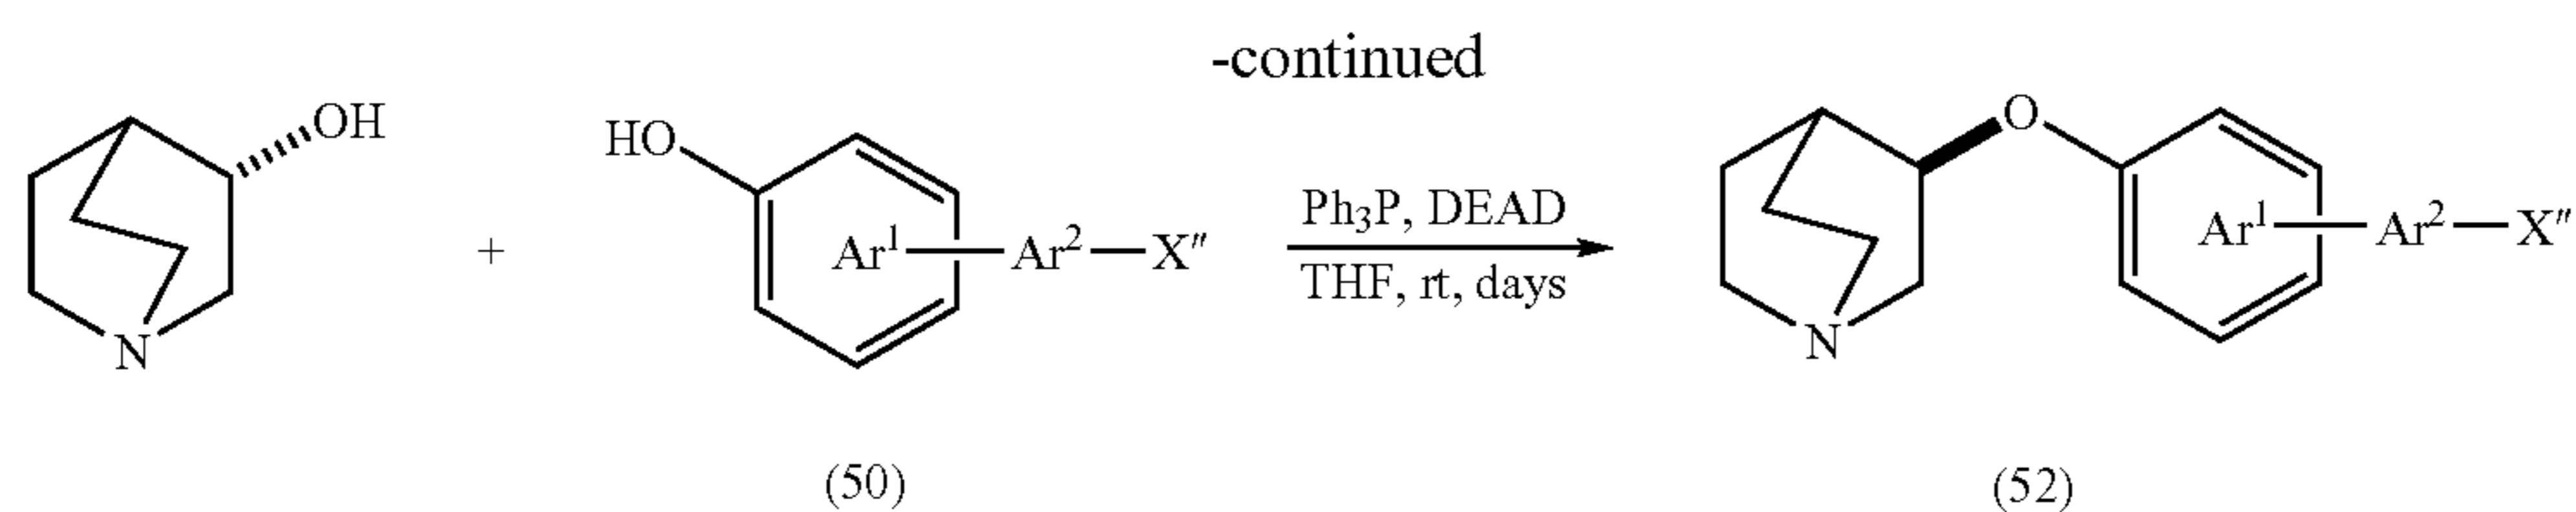 -continued
OH
N
+
HO
Ar¹
Ar²
X″
(50)
Ph₃P, DEAD
THF, rt, days
O
N
Ar¹
Ar²
X″
(52)